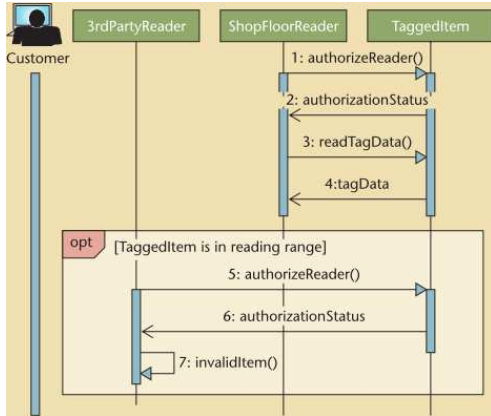 3rdPartyReader
ShopFloorReader
TaggedItem
Customer
1: authorizeReader()
2: authorizationStatus
3: readTagData()
4:tagData
opt
[TaggedItem is in reading range]
5: authorizeReader()
6: authorizationStatus
7: invalidItem()